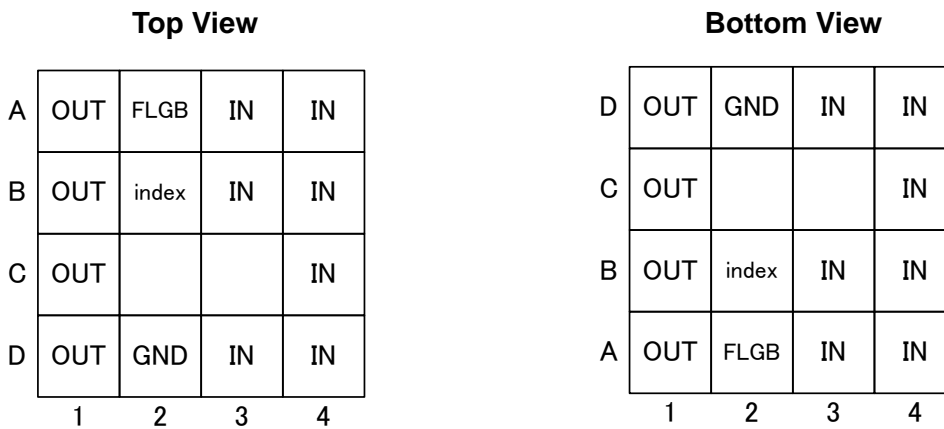 Top View
A OUT FLGB IN IN
B OUT index IN IN
C OUT IN
D OUT GND IN IN
1 2 3 4
Bottom View
D OUT GND IN IN
C OUT IN
B OUT index IN IN
A OUT FLGB IN IN
1 2 3 4